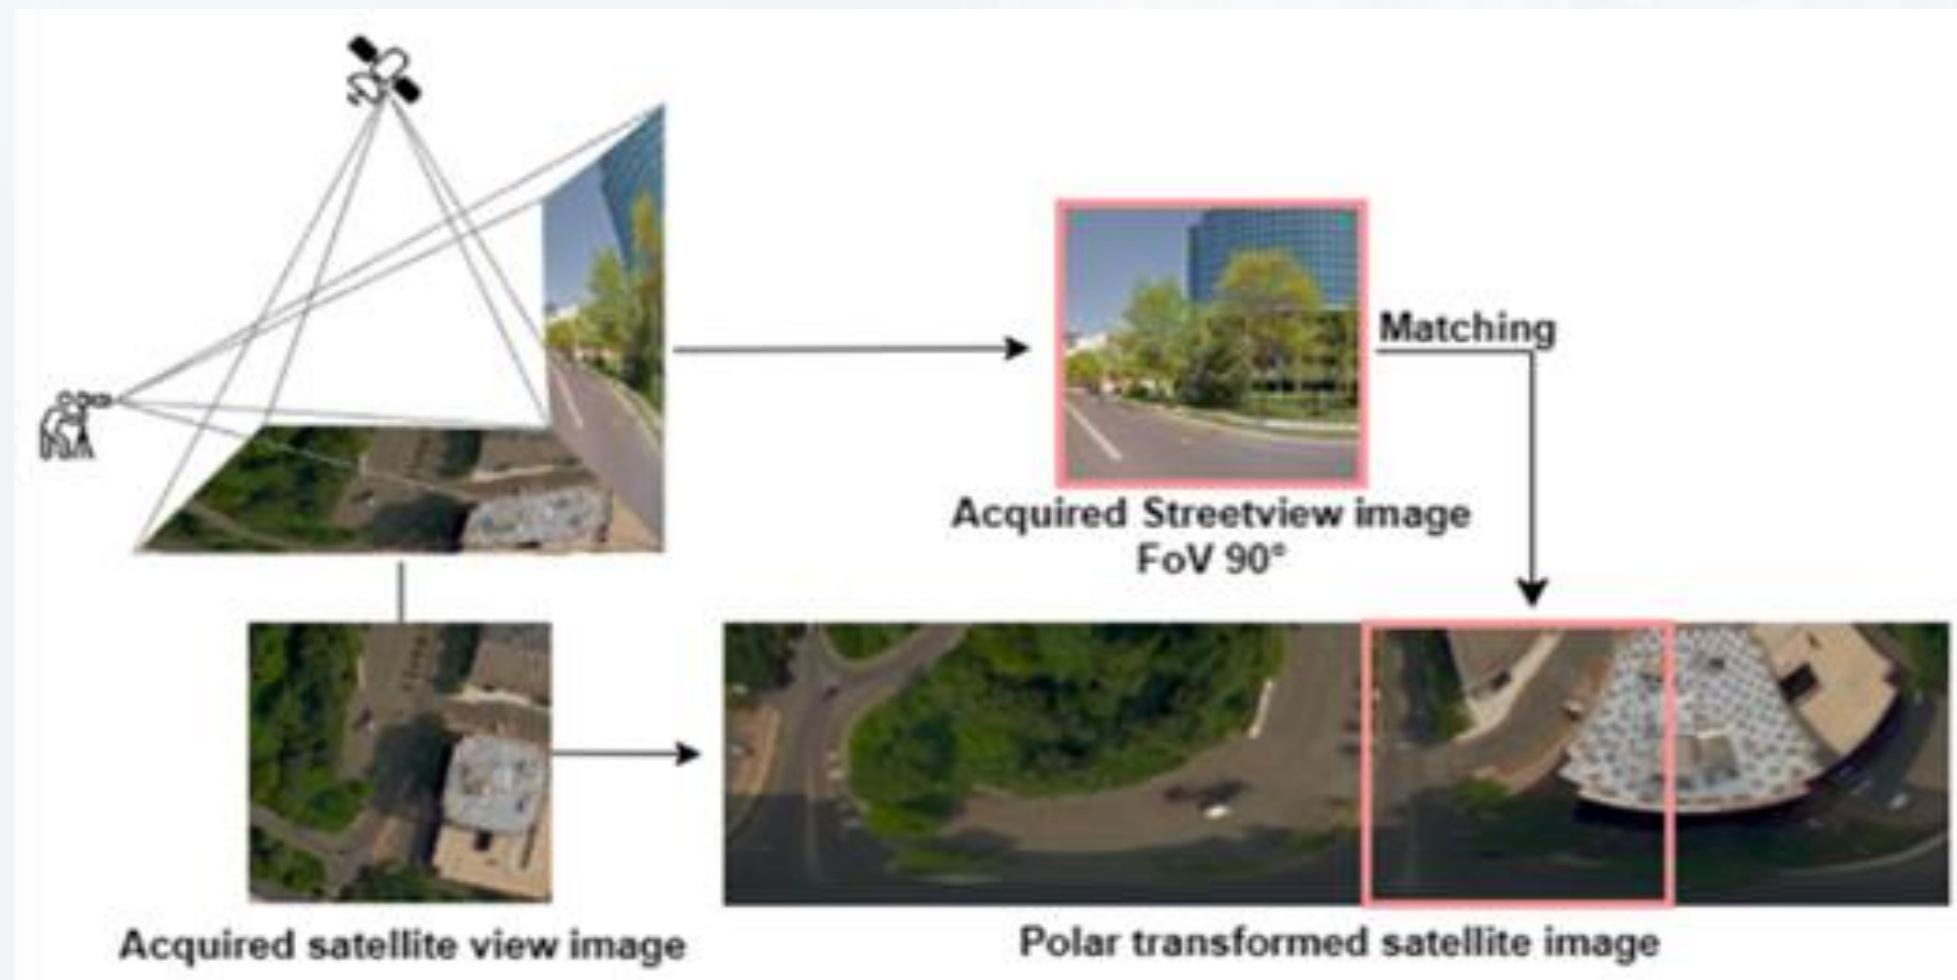 Matching
Acquired Streetview image
FoV 90°
Acquired satellite view image
Polar transformed satellite image